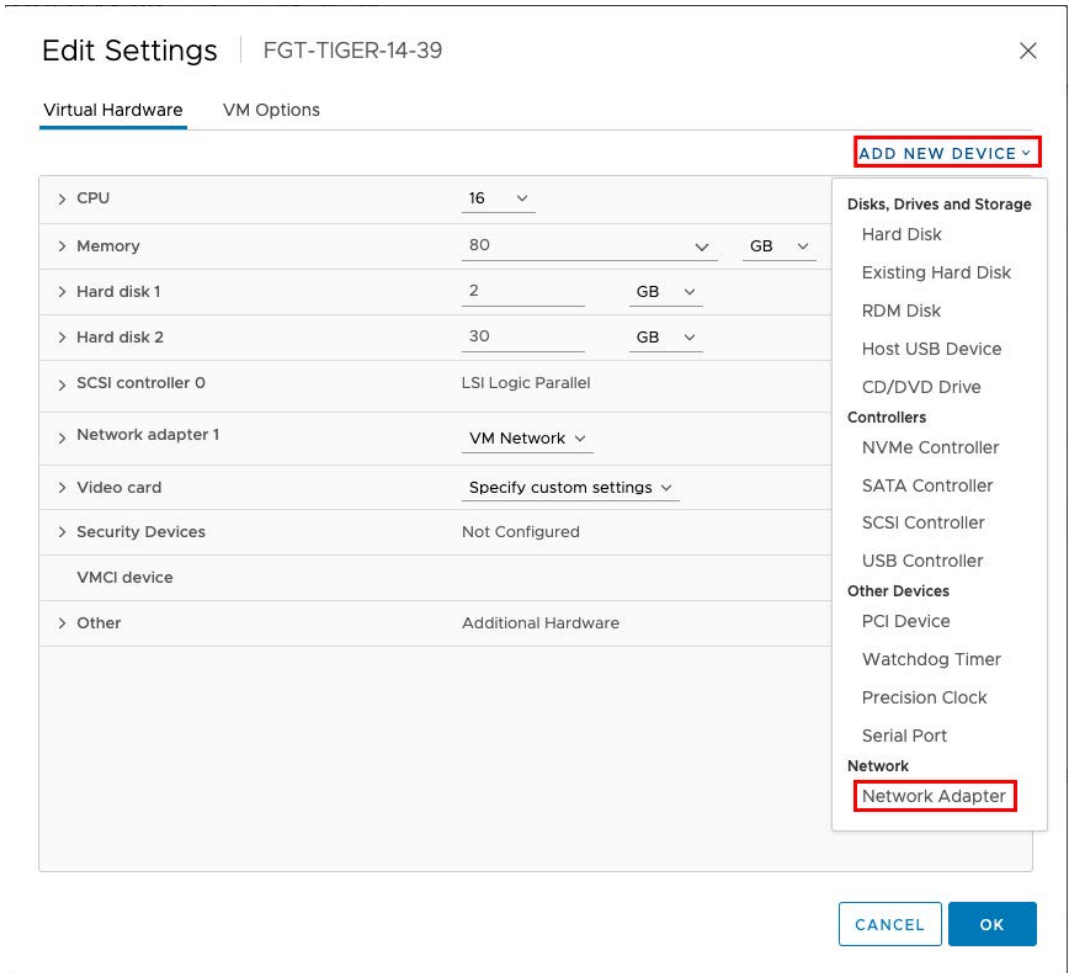 Edit Settings FGT-TIGER-14-39
Virtual Hardware VM Options
ADD NEW DEVICE
CPU 16
Memory 80 GB
Hard disk 1 2 GB
Hard disk 2 30 GB
SCSI controller 0 LSI Logic Parallel
Network adapter 1 VM Network
Video card Specify custom settings
Security Devices Not Configured
VMCI device
Other Additional Hardware
Disks, Drives and Storage
Hard Disk
Existing Hard Disk
RDM Disk
Host USB Device
CD/DVD Drive
Controllers
NVMe Controller
SATA Controller
SCSI Controller
USB Controller
Other Devices
PCI Device
Watchdog Timer
Precision Clock
Serial Port
Network
Network Adapter
CANCEL OK